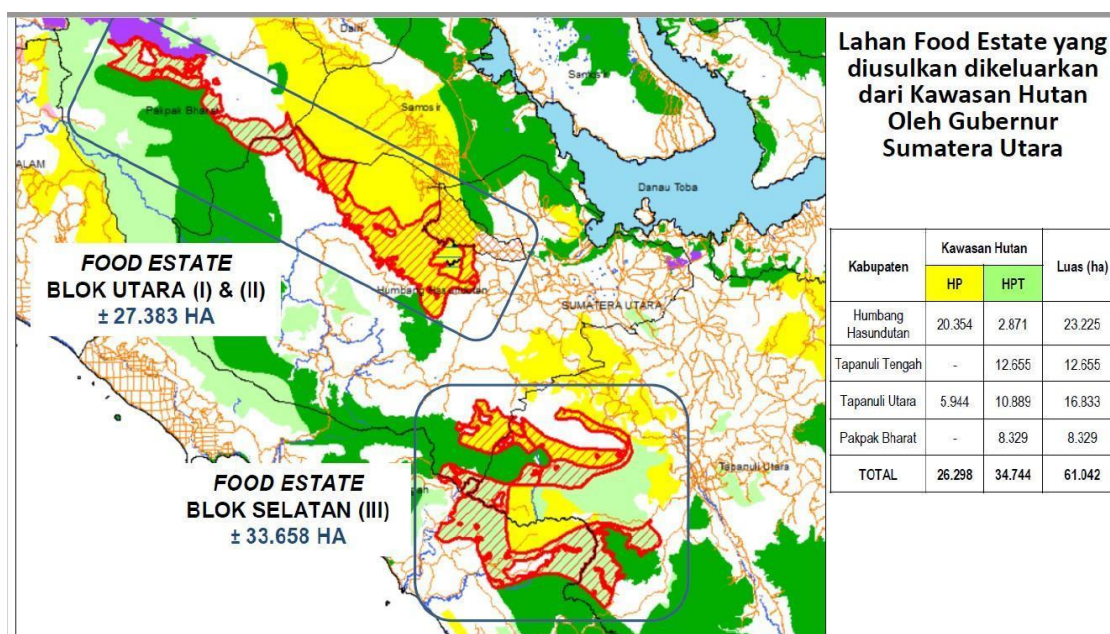 Lahan Food Estate yang
diusulkan dikeluarkan
dari Kawasan Hutan
Oleh Gubernur
Sumatera Utara
Dairi
Samosir
Pakpak Bharat
Samosir
ALAM
Danau Toba
FOOD ESTATE
BLOK UTARA (I) & (II)
± 27.383 HA
Humbang Hasundutan
SUMATERA UTARA
FOOD ESTATE
BLOK SELATAN (III)
± 33.658 HA
Tapanuli Utara
Kabupaten
Kawasan Hutan
Luas (ha)
HP HPT
Humbang
Hasundutan
20.354 2.871 23.225
Tapanuli Tengah - 12.655 12.655
Tapanuli Utara 5.944 10.889 16.833
Pakpak Bharat - 8.329 8.329
TOTAL 26.298 34.744 61.042